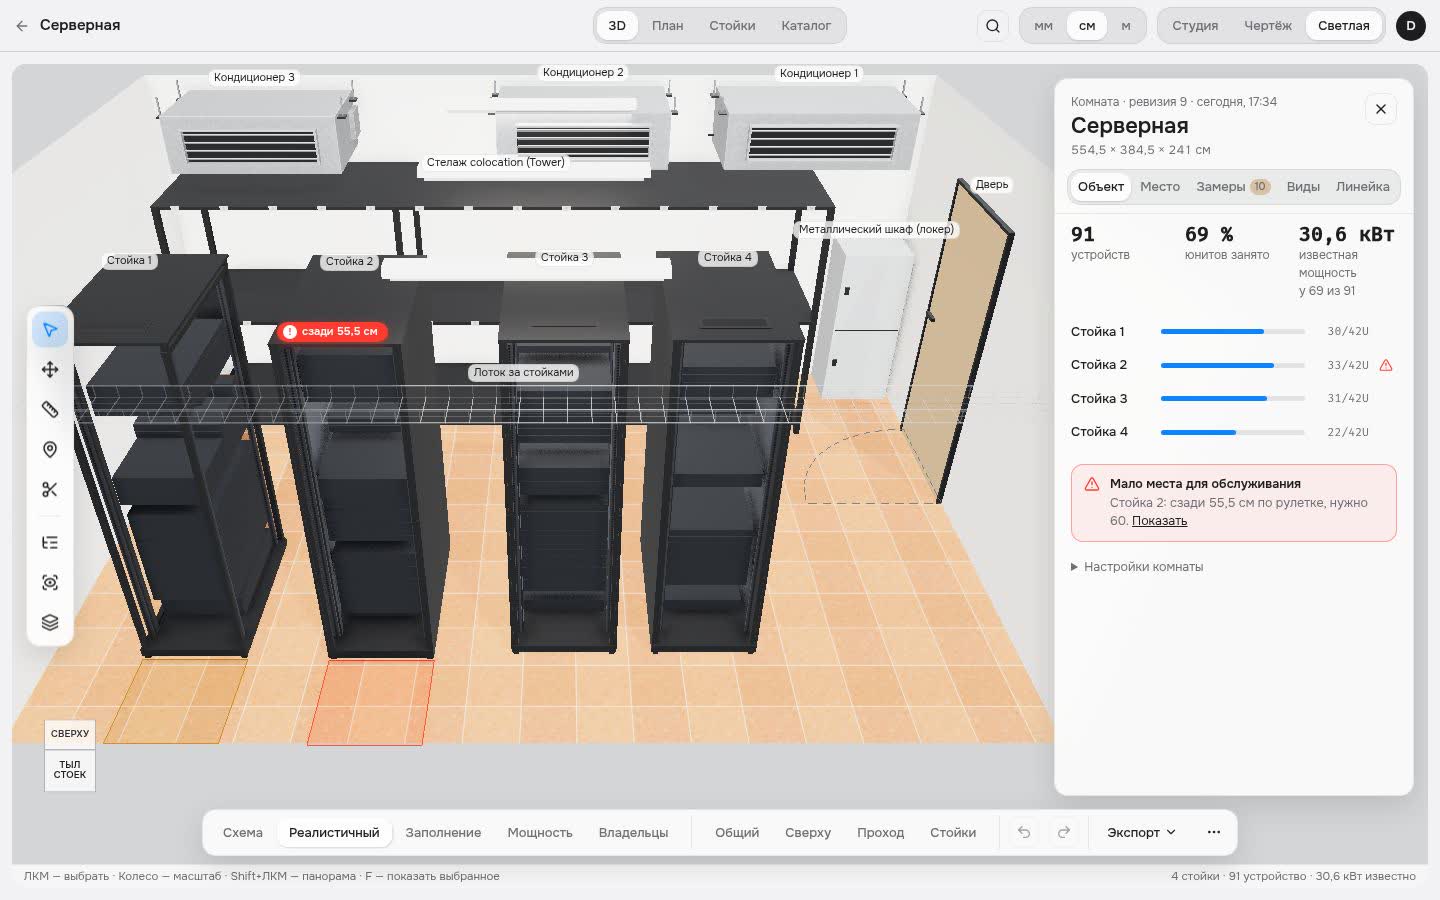 Серверная
3D План Стойки Каталог
мм см м
Студия Чертёж Светлая
D
Кондиционер 3
Кондиционер 2
Кондиционер 1
Стелаж colocation (Tower)
Дверь
Металлический шкаф (локер)
Стойка 1
Стойка 2
Стойка 3
Стойка 4
сзади 55,5 см
Лоток за стойками
СВЕРХУ
ТЫЛ
СТОЕК
Комната · ревизия 9 · сегодня, 17:34
Серверная
554,5 × 384,5 × 241 см
Объект Место Замеры 10 Виды Линейка
91
устройств
69 %
юнитов занято
30,6 кВт
известная
мощность
у 69 из 91
Стойка 1 30/42U
Стойка 2 33/42U
Стойка 3 31/42U
Стойка 4 22/42U
Мало места для обслуживания
Стойка 2: сзади 55,5 см по рулетке, нужно
60. Показать
Настройки комнаты
Схема Реалистичный Заполнение Мощность Владельцы Общий Сверху Проход Стойки Экспорт
ЛКМ — выбрать · Колесо — масштаб · Shift+ЛКМ — панорама · F — показать выбранное
4 стойки · 91 устройство · 30,6 кВт известно